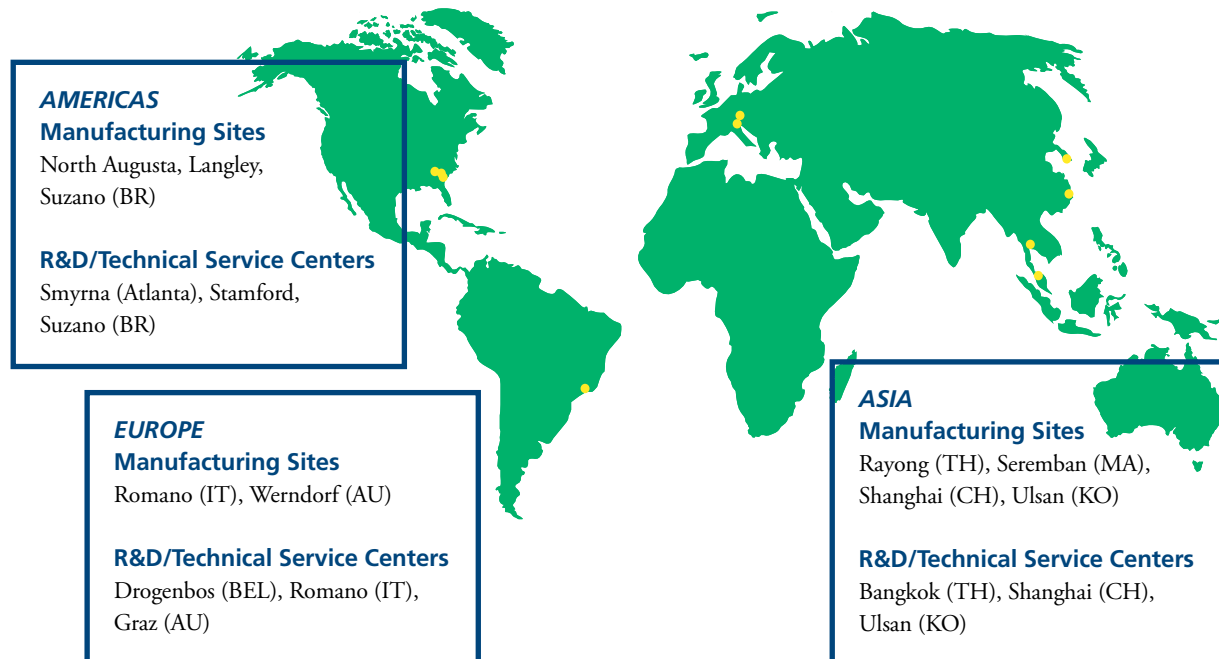 AMERICAS
Manufacturing Sites
North Augusta, Langley,
Suzano (BR)
R&D/Technical Service Centers
Smyrna (Atlanta), Stamford,
Suzano (BR)
EUROPE
Manufacturing Sites
Romano (IT), Werndorf (AU)
R&D/Technical Service Centers
Drogenbos (BEL), Romano (IT),
Graz (AU)
ASIA
Manufacturing Sites
Rayong (TH), Seremban (MA),
Shanghai (CH), Ulsan (KO)
R&D/Technical Service Centers
Bangkok (TH), Shanghai (CH),
Ulsan (KO)